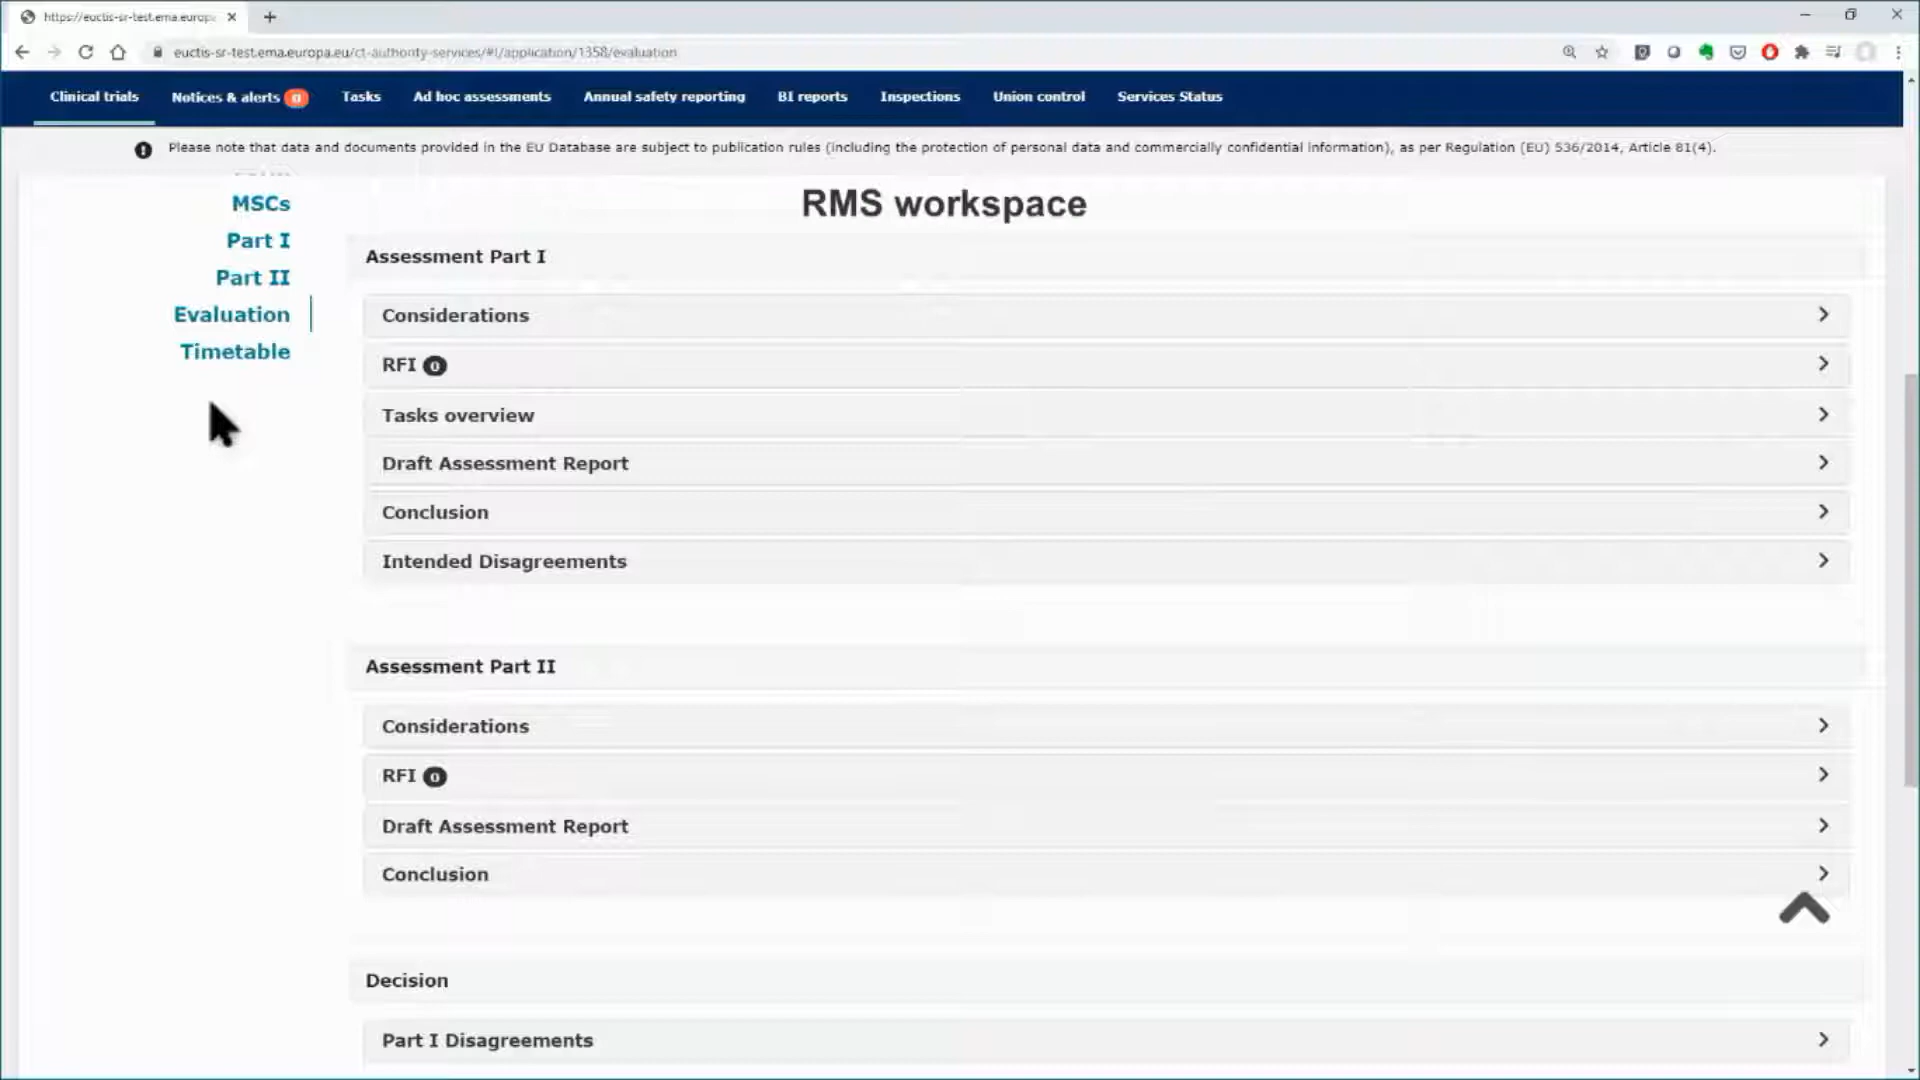 https://euctis-sr-test.ema.europa
euctis-sr-test.ema.europa.eu/ct-authority-services/#!/application/1358/evaluation
Clinical trials
Notices & alerts 0
Tasks
Ad hoc assessments
Annual safety reporting
BI reports
Inspections
Union control
Services Status
Please note that data and documents provided in the EU Database are subject to publication rules (including the protection of personal data and commercially confidential information), as per Regulation (EU) 536/2014, Article 81(4).
MSCs
Part I
Part II
Evaluation
Timetable
RMS workspace
Assessment Part I
Considerations
RFI 0
Tasks overview
Draft Assessment Report
Conclusion
Intended Disagreements
Assessment Part II
Considerations
RFI 0
Draft Assessment Report
Conclusion
Decision
Part I Disagreements